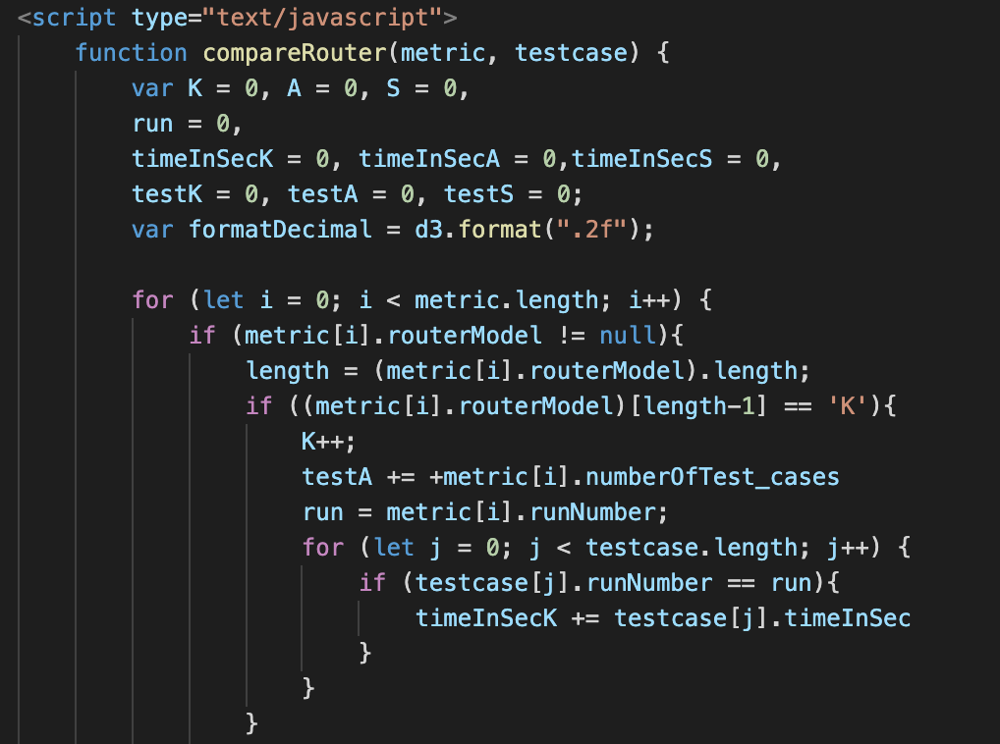 <script type="text/javascript">
    function compareRouter(metric, testcase) {
        var K = 0, A = 0, S = 0,
        run = 0,
        timeInSecK = 0, timeInSecA = 0,timeInSecS = 0,
        testK = 0, testA = 0, testS = 0;
        var formatDecimal = d3.format(".2f");

        for (let i = 0; i < metric.length; i++) {
            if (metric[i].routerModel != null){
                length = (metric[i].routerModel).length;
                if ((metric[i].routerModel)[length-1] == 'K'){
                    K++;
                    testA += +metric[i].numberOfTest_cases
                    run = metric[i].runNumber;
                    for (let j = 0; j < testcase.length; j++) {
                        if (testcase[j].runNumber == run){
                            timeInSecK += testcase[j].timeInSec
                        }
                    }
                }